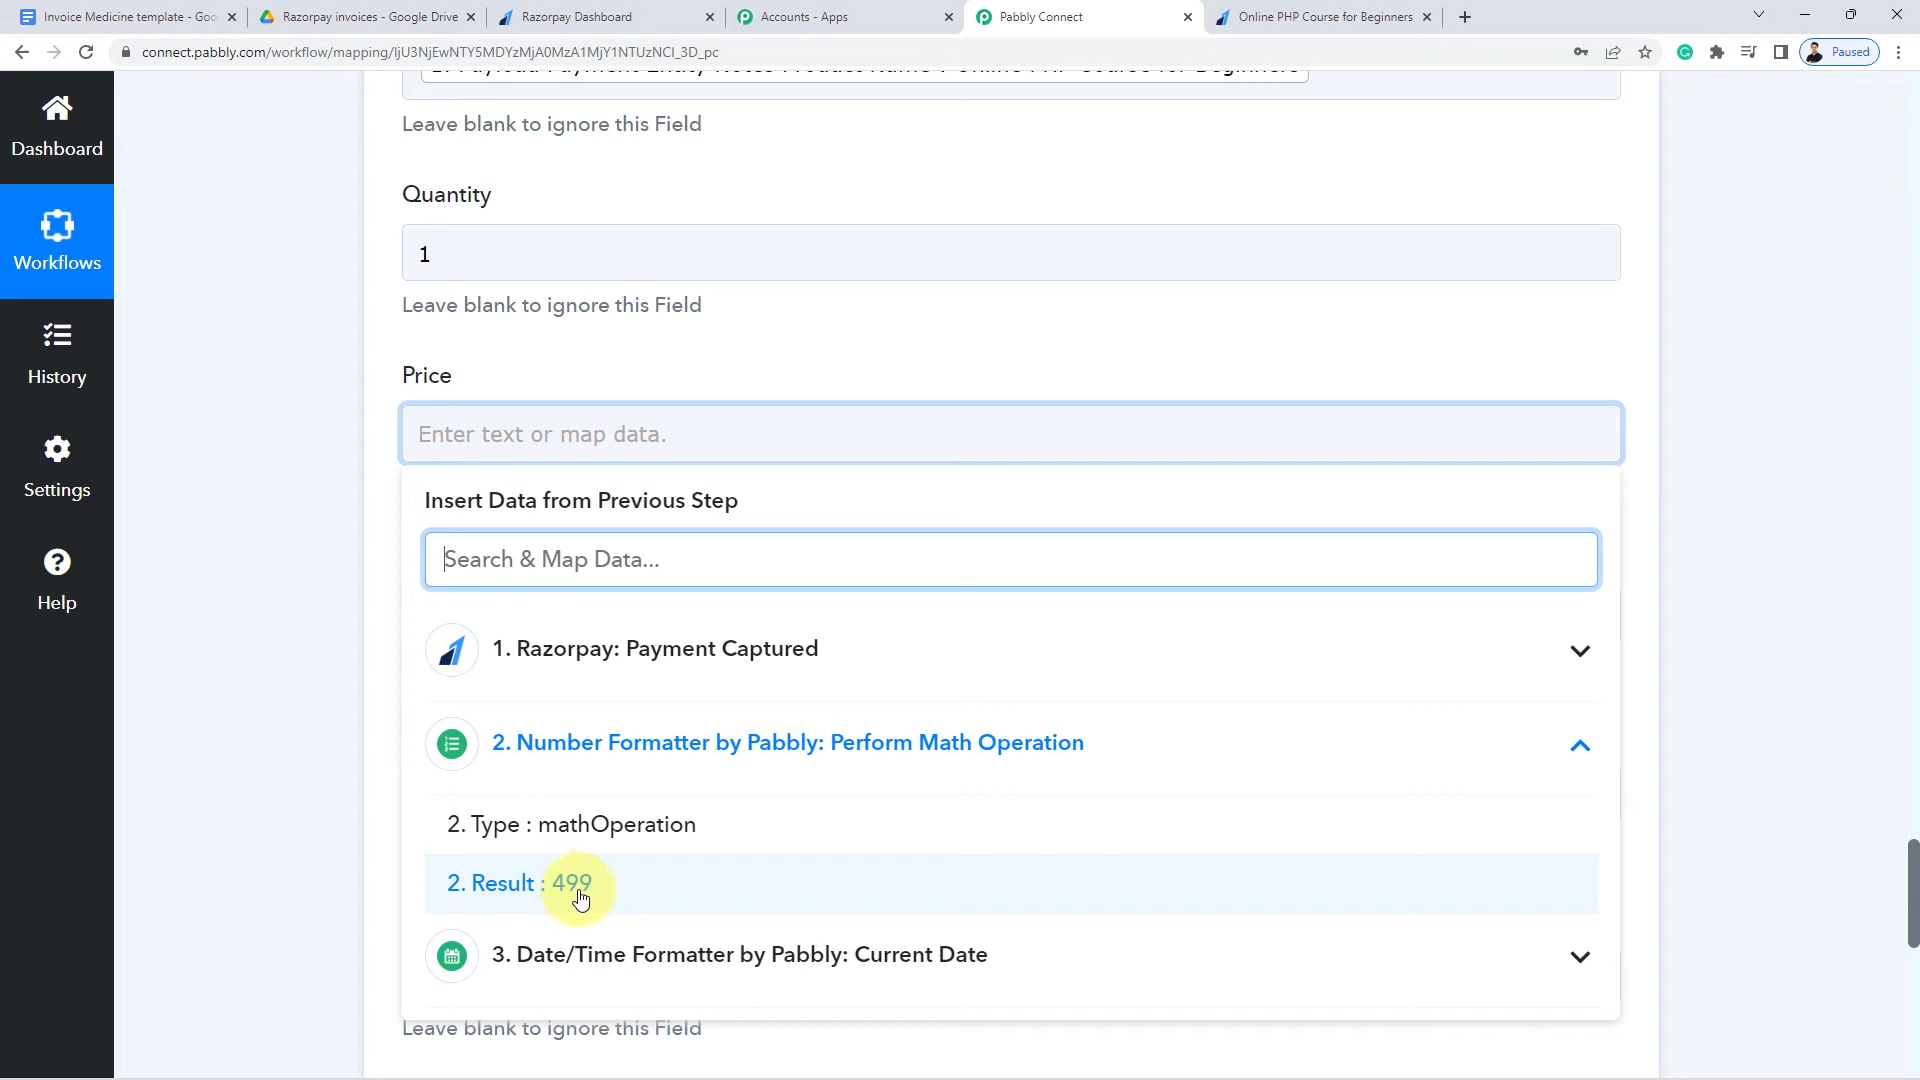 Invoice Medicine template - Goo
Razorpay invoices - Google Drive
Razorpay Dashboard
Accounts - Apps
Pabbly Connect
Online PHP Course for Beginners
connect.pabbly.com/workflow/mapping/IjU3NjEwNTY5MDYzMjA0MzA1MjY1NTUzNCI_3D_pc
Paused
Dashboard
Workflows
History
Settings
Help
Leave blank to ignore this Field
Quantity
1
Leave blank to ignore this Field
Price
Enter text or map data.
Insert Data from Previous Step
Search & Map Data...
1. Razorpay: Payment Captured
2. Number Formatter by Pabbly: Perform Math Operation
2. Type : mathOperation
2. Result : 499
3. Date/Time Formatter by Pabbly: Current Date
Leave blank to ignore this Field